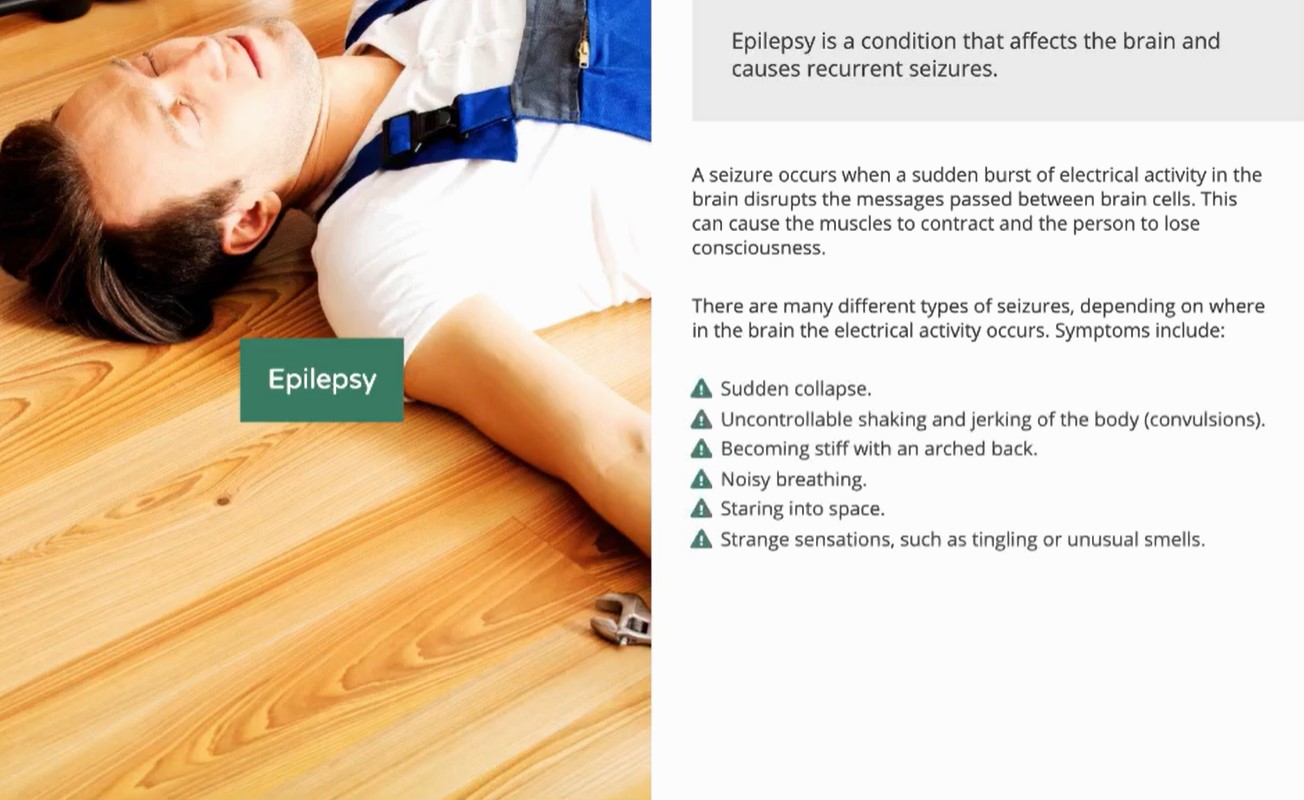 Epilepsy
Epilepsy is a condition that affects the brain and
causes recurrent seizures.
A seizure occurs when a sudden burst of electrical activity in the
brain disrupts the messages passed between brain cells. This
can cause the muscles to contract and the person to lose
consciousness.
There are many different types of seizures, depending on where
in the brain the electrical activity occurs. Symptoms include:
Sudden collapse.
Uncontrollable shaking and jerking of the body (convulsions).
Becoming stiff with an arched back.
Noisy breathing.
Staring into space.
Strange sensations, such as tingling or unusual smells.